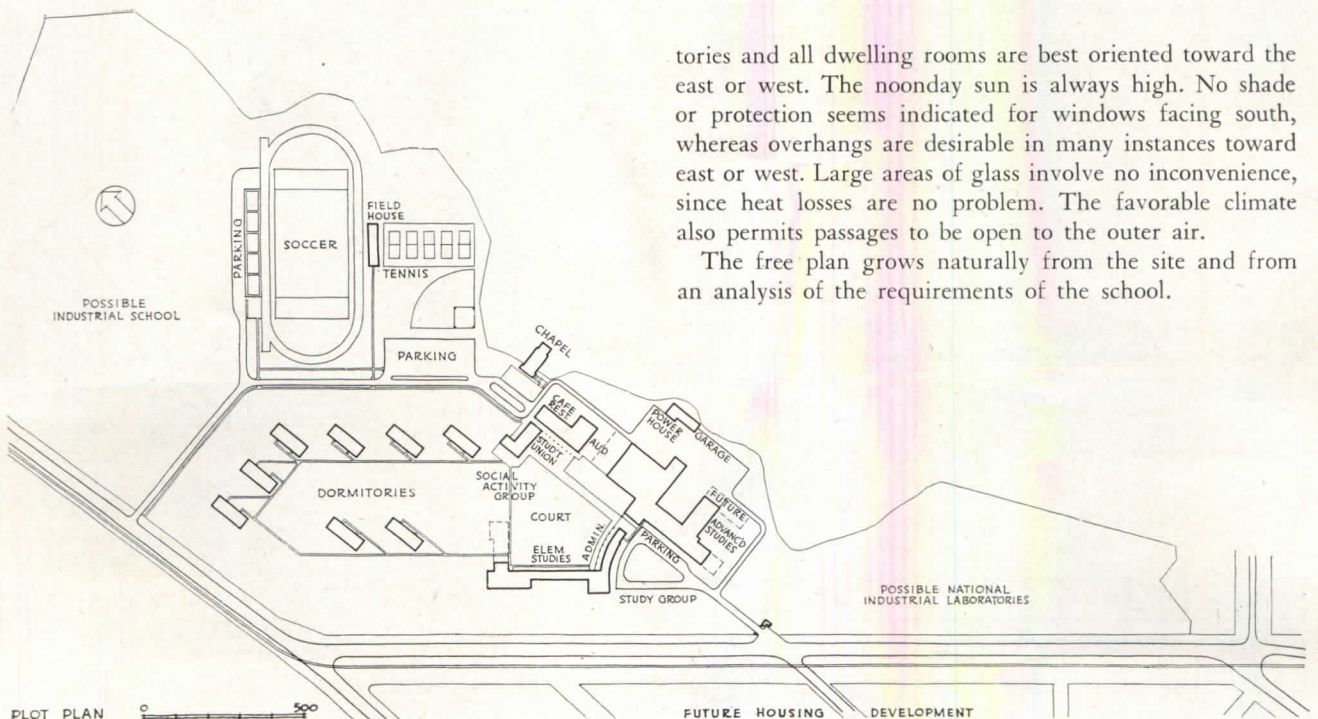 tories and all dwelling rooms are best oriented toward the
east or west. The noonday sun is always high. No shade
or protection seems indicated for windows facing south,
whereas overhangs are desirable in many instances toward
east or west. Large areas of glass involve no inconvenience,
since heat losses are no problem. The favorable climate
also permits passages to be open to the outer air.
The free plan grows naturally from the site and from
an analysis of the requirements of the school.
FIELD
HOUSE
PARKING
SOCCER
TENNIS
POSSIBLE
INDUSTRIAL SCHOOL
PARKING
CHAPEL
CAFE
REST
STUD'T
UNION
AUD.
POWER
HOUSE
GARAGE
SOCIAL
ACTIVITY
GROUP
DORMITORIES
COURT
FUTURE
ADVANC'D
STUDIES
ELEM
STUDIES
ADMIN.
PARKING
STUDY GROUP
POSSIBLE NATIONAL
INDUSTRIAL LABORATORIES
PLOT PLAN 0 500
FUTURE HOUSING DEVELOPMENT